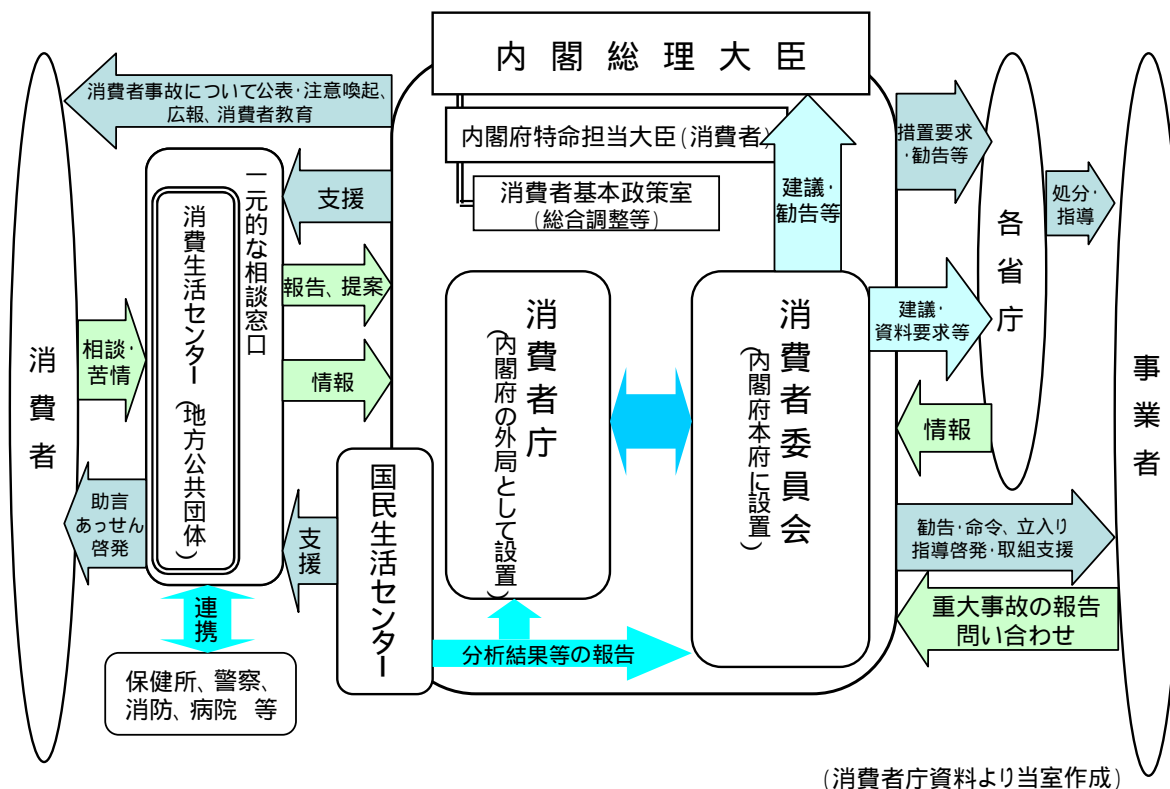 内閣総理大臣
消費者事故について公表・注意喚起、
広報、消費者教育
内閣府特命担当大臣(消費者)
消費者基本政策室
(総合調整等)
建議・
勧告等
措置要求
・勧告等
処分・
指導
各省庁
一元的な相談窓口
消費生活センター(地方公共団体)
支援
報告、提案
情報
消費者
相談・
苦情
助言
あっせん
啓発
消費者庁
(内閣府の外局として設置)
消費者委員会
(内閣府本府に設置)
建議・
資料要求等
情報
事業者
国民生活センター
支援
勧告・命令、立入り
指導啓発・取組支援
重大事故の報告
問い合わせ
分析結果等の報告
連携
保健所、警察、
消防、病院 等
(消費者庁資料より当室作成)